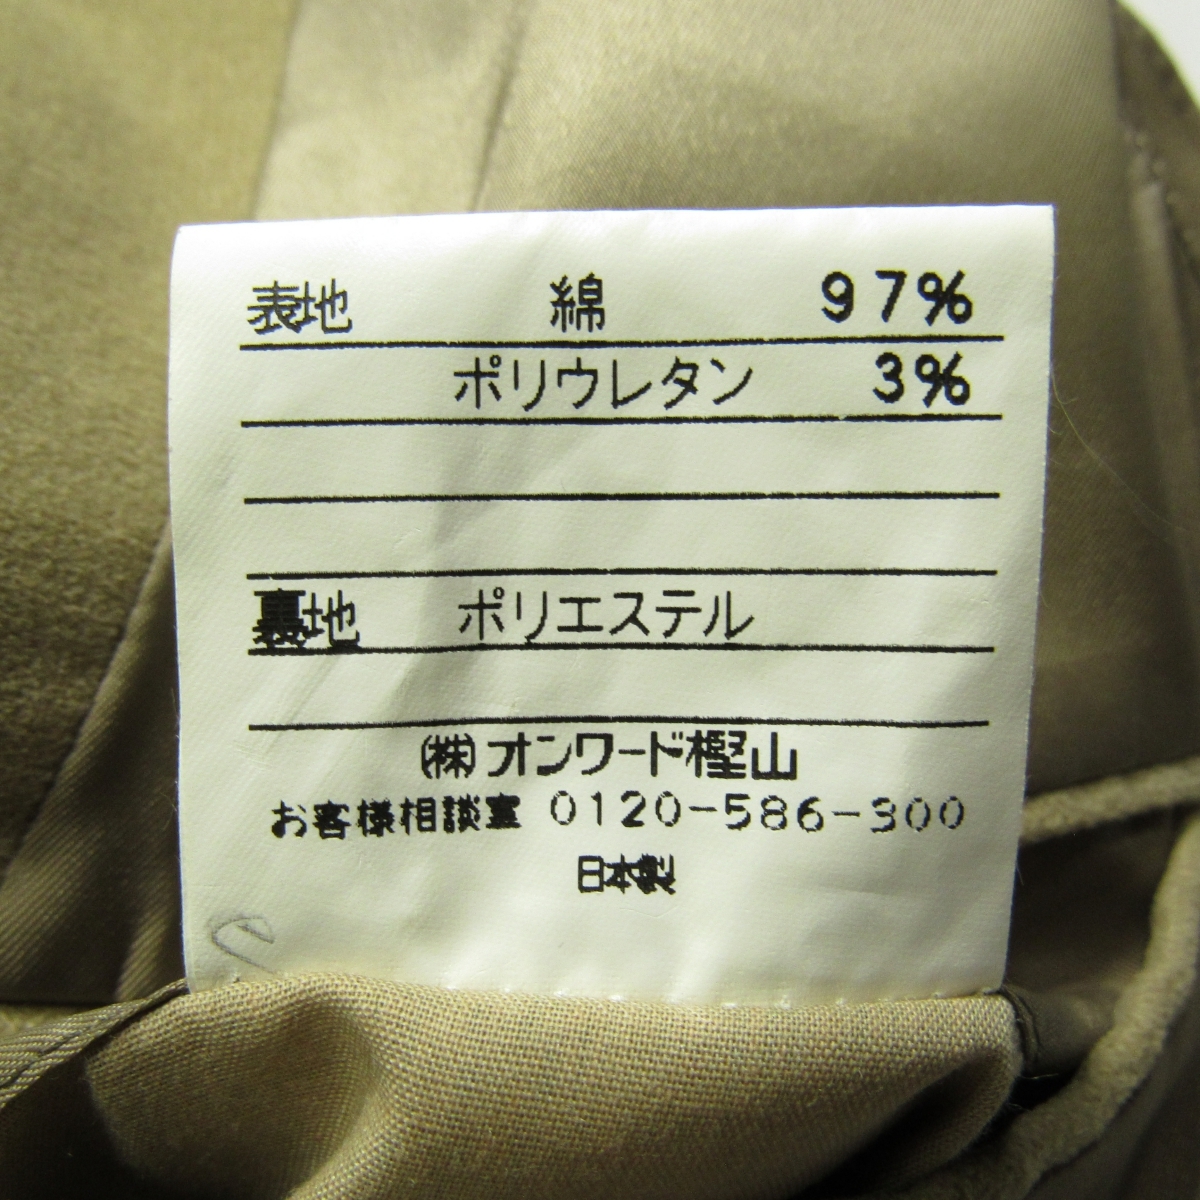 表地 綿 97%
ポリウレタン 3%
裏地 ポリエステル
(株)オンワード樫山
お客様相談室 0120-586-300
日本製